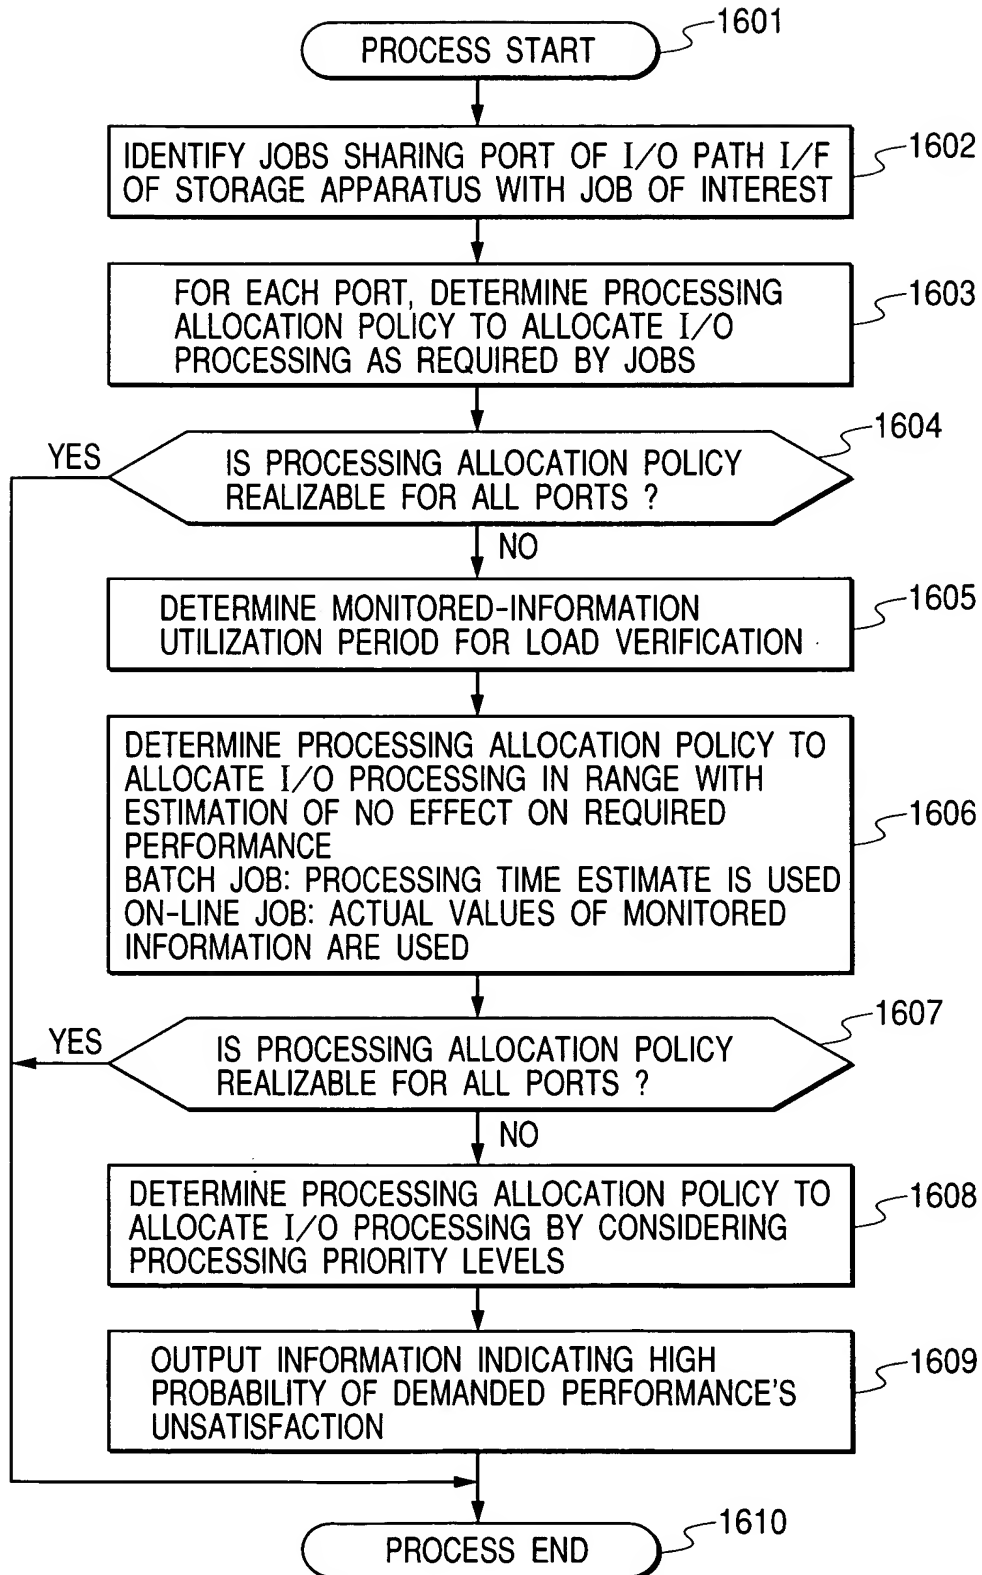 PROCESS START
1601
IDENTIFY JOBS SHARING PORT OF I/O PATH I/F
OF STORAGE APPARATUS WITH JOB OF INTEREST
1602
FOR EACH PORT, DETERMINE PROCESSING
ALLOCATION POLICY TO ALLOCATE I/O
PROCESSING AS REQUIRED BY JOBS
1603
IS PROCESSING ALLOCATION POLICY
REALIZABLE FOR ALL PORTS ?
1604
YES
NO
DETERMINE MONITORED-INFORMATION
UTILIZATION PERIOD FOR LOAD VERIFICATION
1605
DETERMINE PROCESSING ALLOCATION POLICY TO
ALLOCATE I/O PROCESSING IN RANGE WITH
ESTIMATION OF NO EFFECT ON REQUIRED
PERFORMANCE
BATCH JOB: PROCESSING TIME ESTIMATE IS USED
ON-LINE JOB: ACTUAL VALUES OF MONITORED
INFORMATION ARE USED
1606
IS PROCESSING ALLOCATION POLICY
REALIZABLE FOR ALL PORTS ?
1607
YES
NO
DETERMINE PROCESSING ALLOCATION POLICY TO
ALLOCATE I/O PROCESSING BY CONSIDERING
PROCESSING PRIORITY LEVELS
1608
OUTPUT INFORMATION INDICATING HIGH
PROBABILITY OF DEMANDED PERFORMANCE'S
UNSATISFACTION
1609
PROCESS END
1610